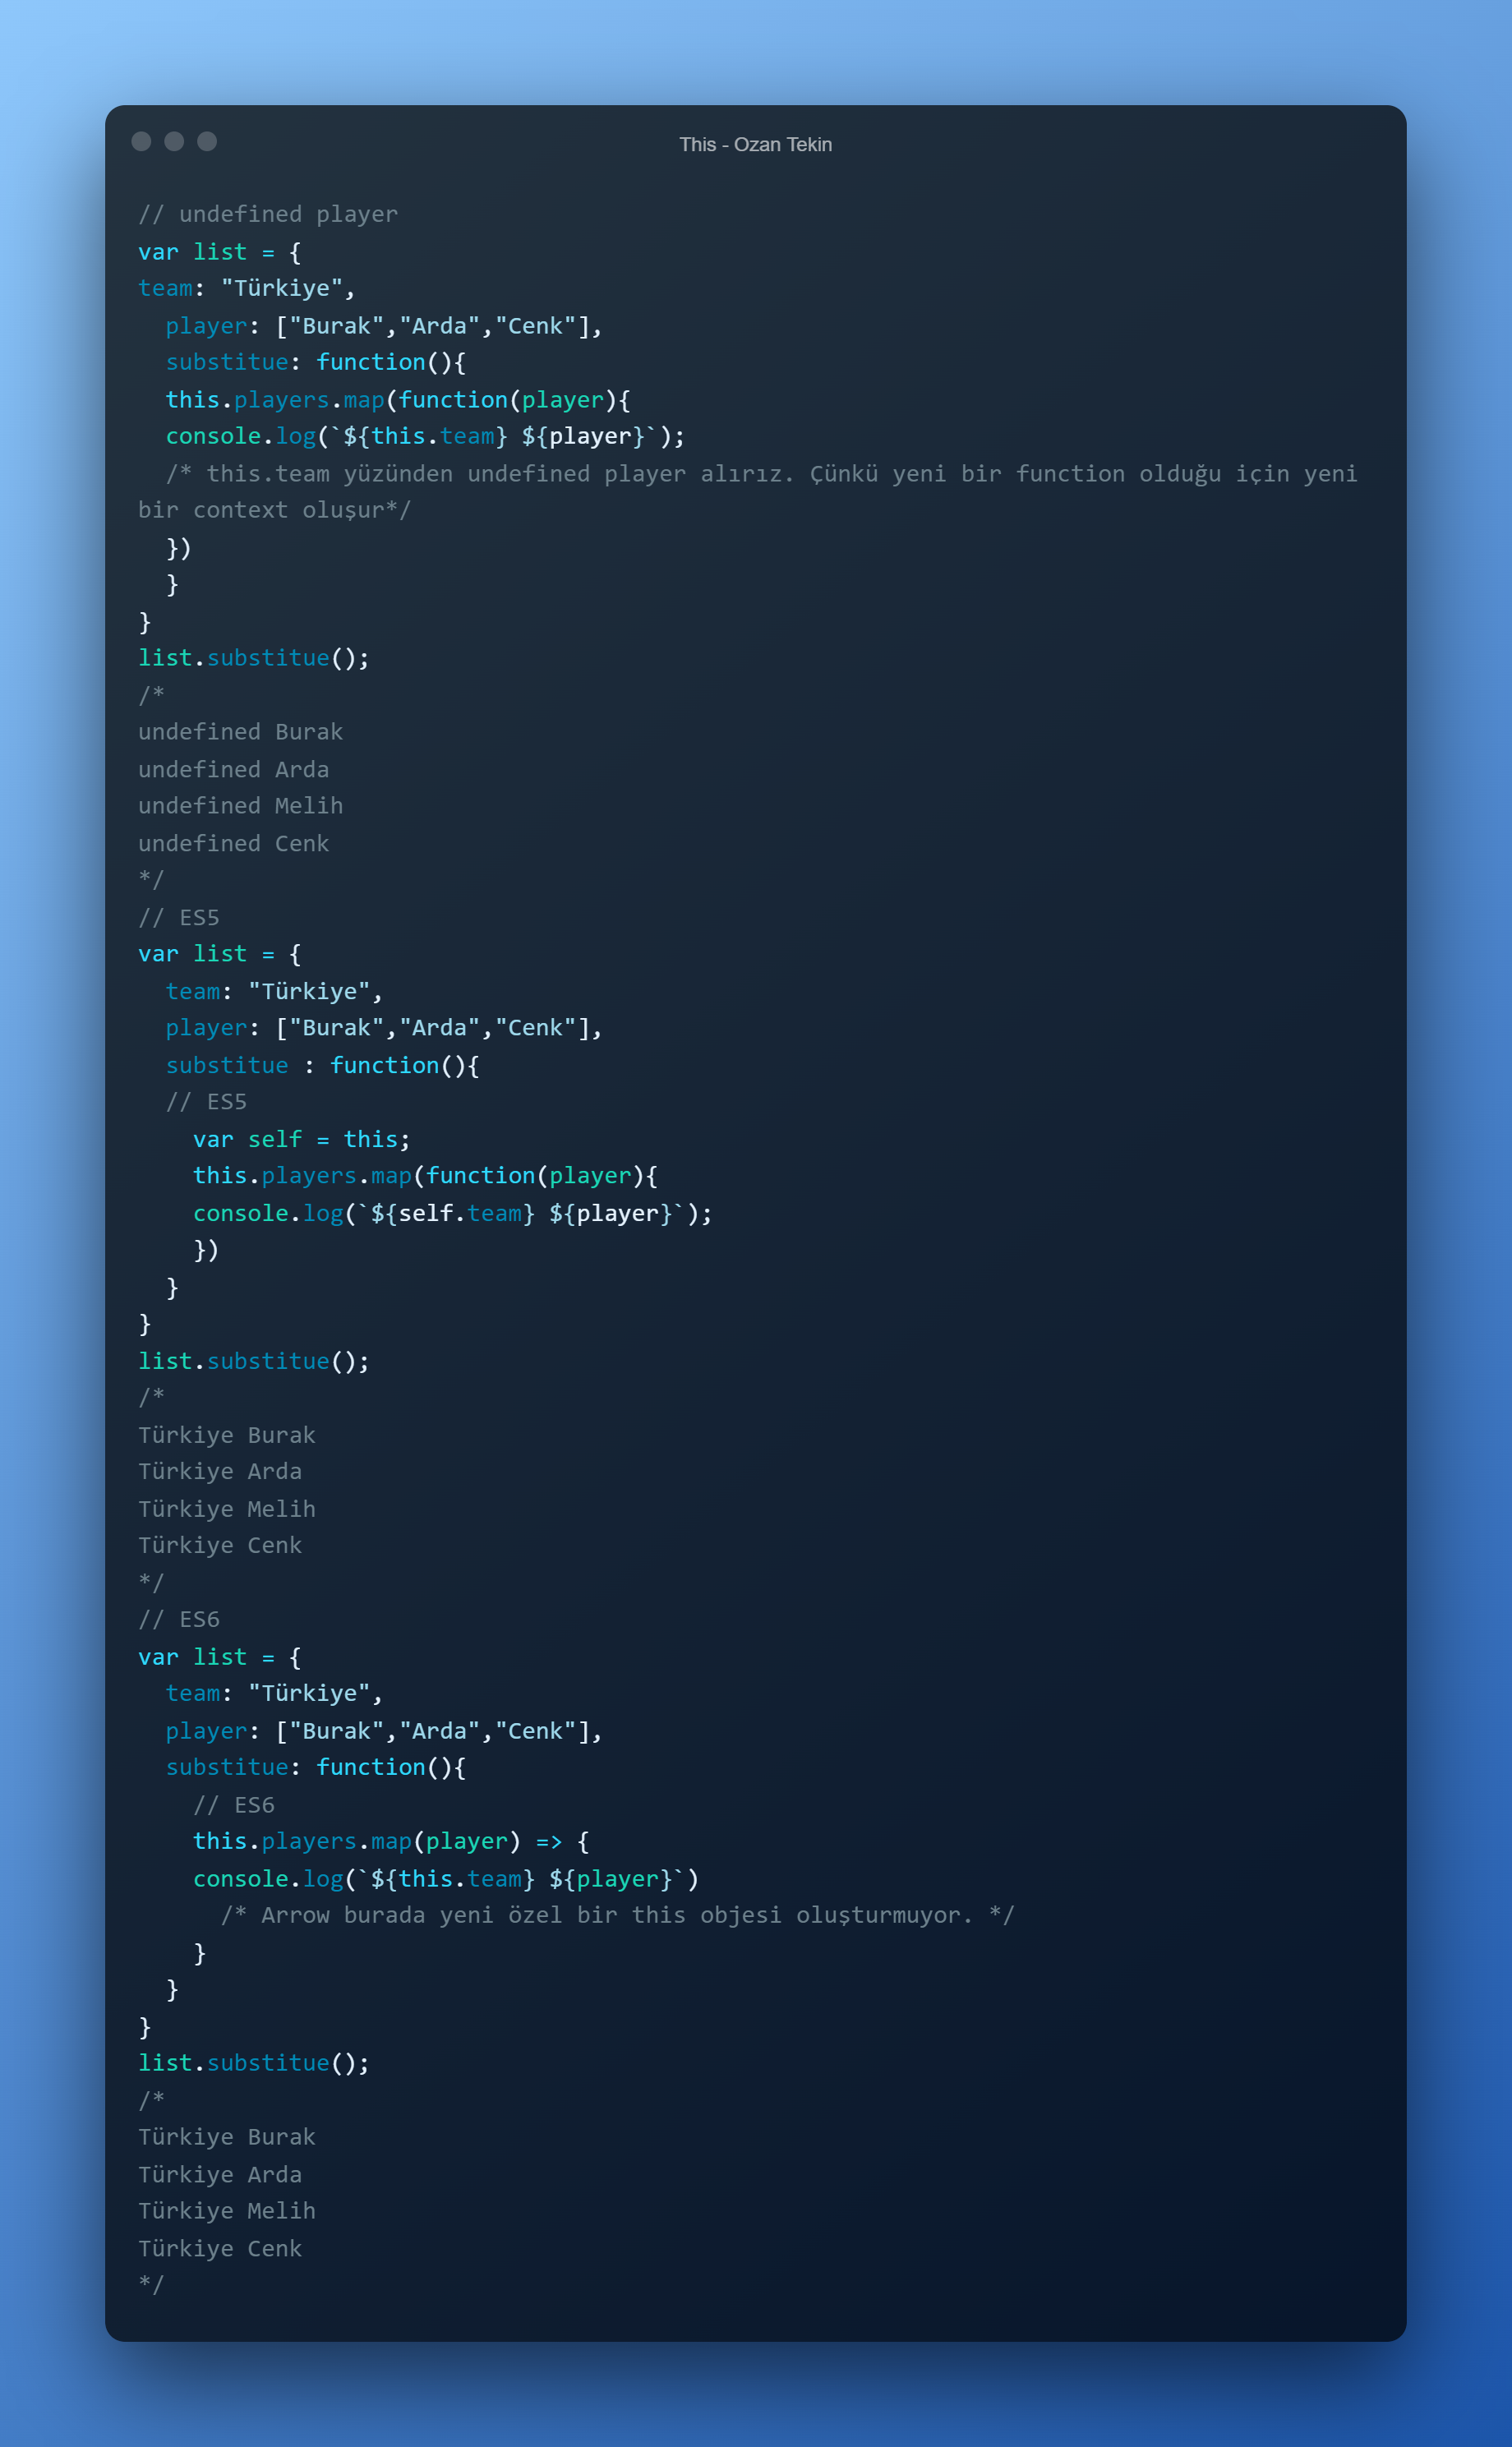 This - Ozan Tekin
// undefined player
var list = {
team: "Türkiye",
  player: ["Burak","Arda","Cenk"],
  substitue: function(){
  this.players.map(function(player){
  console.log(`${this.team} ${player}`);
  /* this.team yüzünden undefined player alırız. Çünkü yeni bir function olduğu için yeni
bir context oluşur*/
  })
  }
}
list.substitue();
/*
undefined Burak
undefined Arda
undefined Melih
undefined Cenk
*/
// ES5
var list = {
  team: "Türkiye",
  player: ["Burak","Arda","Cenk"],
  substitue : function(){
  // ES5
    var self = this;
    this.players.map(function(player){
    console.log(`${self.team} ${player}`);
    })
  }
}
list.substitue();
/*
Türkiye Burak
Türkiye Arda
Türkiye Melih
Türkiye Cenk
*/
// ES6
var list = {
  team: "Türkiye",
  player: ["Burak","Arda","Cenk"],
  substitue: function(){
    // ES6
    this.players.map(player) => {
    console.log(`${this.team} ${player}`)
      /* Arrow burada yeni özel bir this objesi oluşturmuyor. */
    }
  }
}
list.substitue();
/*
Türkiye Burak
Türkiye Arda
Türkiye Melih
Türkiye Cenk
*/